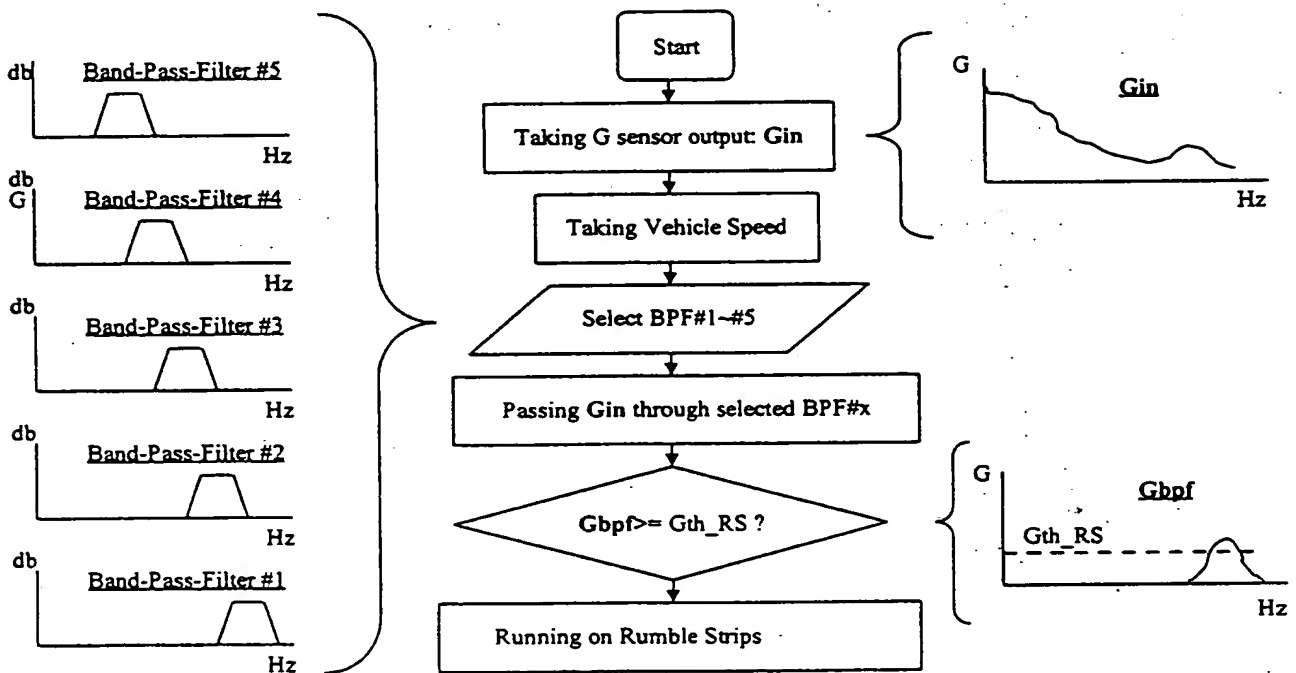 db
Band-Pass-Filter #5
Hz
db
G
Band-Pass-Filter #4
Hz
db
Band-Pass-Filter #3
Hz
db
Band-Pass-Filter #2
Hz
db
Band-Pass-Filter #1
Hz
Start
Taking G sensor output: Gin
Taking Vehicle Speed
Select BPF#1~#5
Passing Gin through selected BPF#x
Gbpf>= Gth_RS ?
Running on Rumble Strips
G
Gin
Hz
G
Gbpf
Gth_RS
Hz